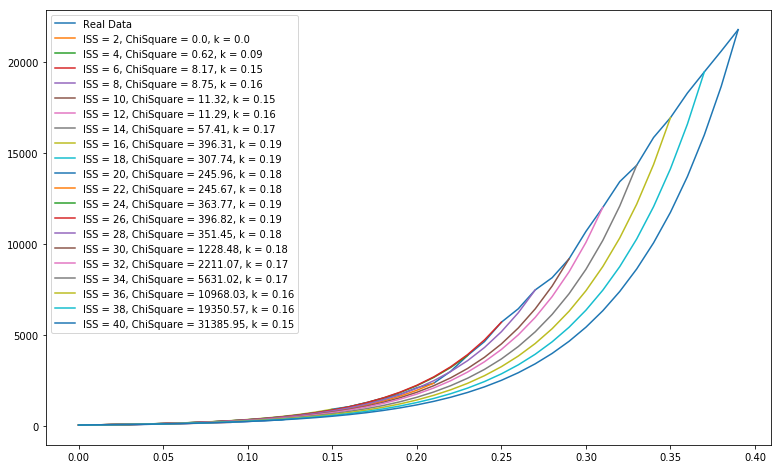 Real Data
ISS = 2, ChiSquare = 0.0, k = 0.0
ISS = 4, ChiSquare = 0.62, k = 0.09
ISS = 6, ChiSquare = 8.17, k = 0.15
ISS = 8, ChiSquare = 8.75, k = 0.16
ISS = 10, ChiSquare = 11.32, k = 0.15
ISS = 12, ChiSquare = 11.29, k = 0.16
ISS = 14, ChiSquare = 57.41, k = 0.17
ISS = 16, ChiSquare = 396.31, k = 0.19
ISS = 18, ChiSquare = 307.74, k = 0.19
ISS = 20, ChiSquare = 245.96, k = 0.18
ISS = 22, ChiSquare = 245.67, k = 0.18
ISS = 24, ChiSquare = 363.77, k = 0.19
ISS = 26, ChiSquare = 396.82, k = 0.19
ISS = 28, ChiSquare = 351.45, k = 0.18
ISS = 30, ChiSquare = 1228.48, k = 0.18
ISS = 32, ChiSquare = 2211.07, k = 0.17
ISS = 34, ChiSquare = 5631.02, k = 0.17
ISS = 36, ChiSquare = 10968.03, k = 0.16
ISS = 38, ChiSquare = 19350.57, k = 0.16
ISS = 40, ChiSquare = 31385.95, k = 0.15
20000
15000
10000
5000
0
0.00 0.05 0.10 0.15 0.20 0.25 0.30 0.35 0.40